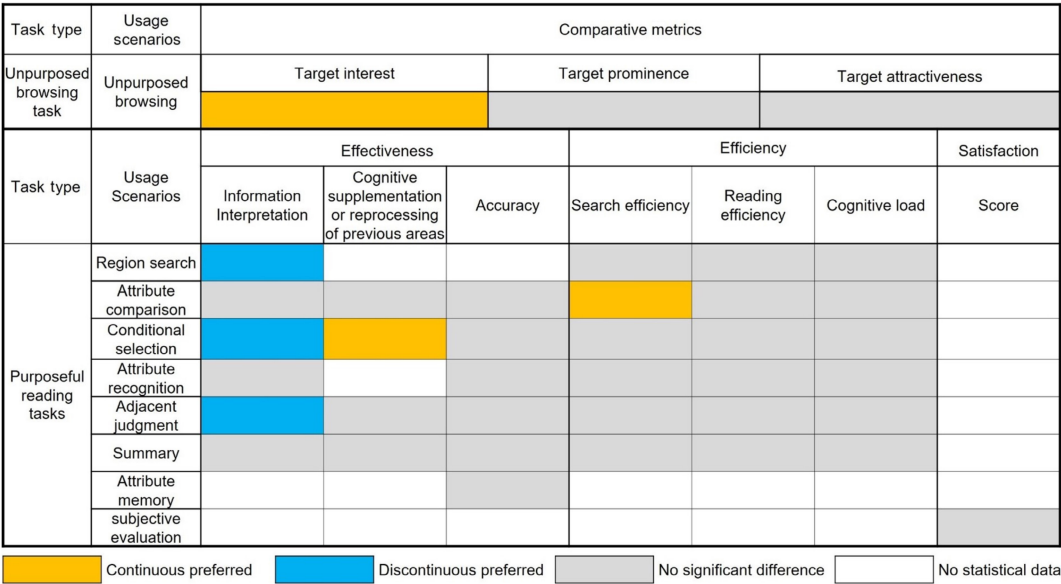 Task type
Usage
scenarios
Comparative metrics
Unpurposed
browsing
task
Unpurposed
browsing
Target interest
Target prominence
Target attractiveness
Task type
Usage
Scenarios
Effectiveness
Efficiency
Satisfaction
Information
Interpretation
Cognitive
supplementation
or reprocessing
of previous areas
Accuracy
Search efficiency
Reading
efficiency
Cognitive load
Score
Purposeful
reading
tasks
Region search
Attribute
comparison
Conditional
selection
Attribute
recognition
Adjacent
judgment
Summary
Attribute
memory
subjective
evaluation
Continuous preferred
Discontinuous preferred
No significant difference
No statistical data